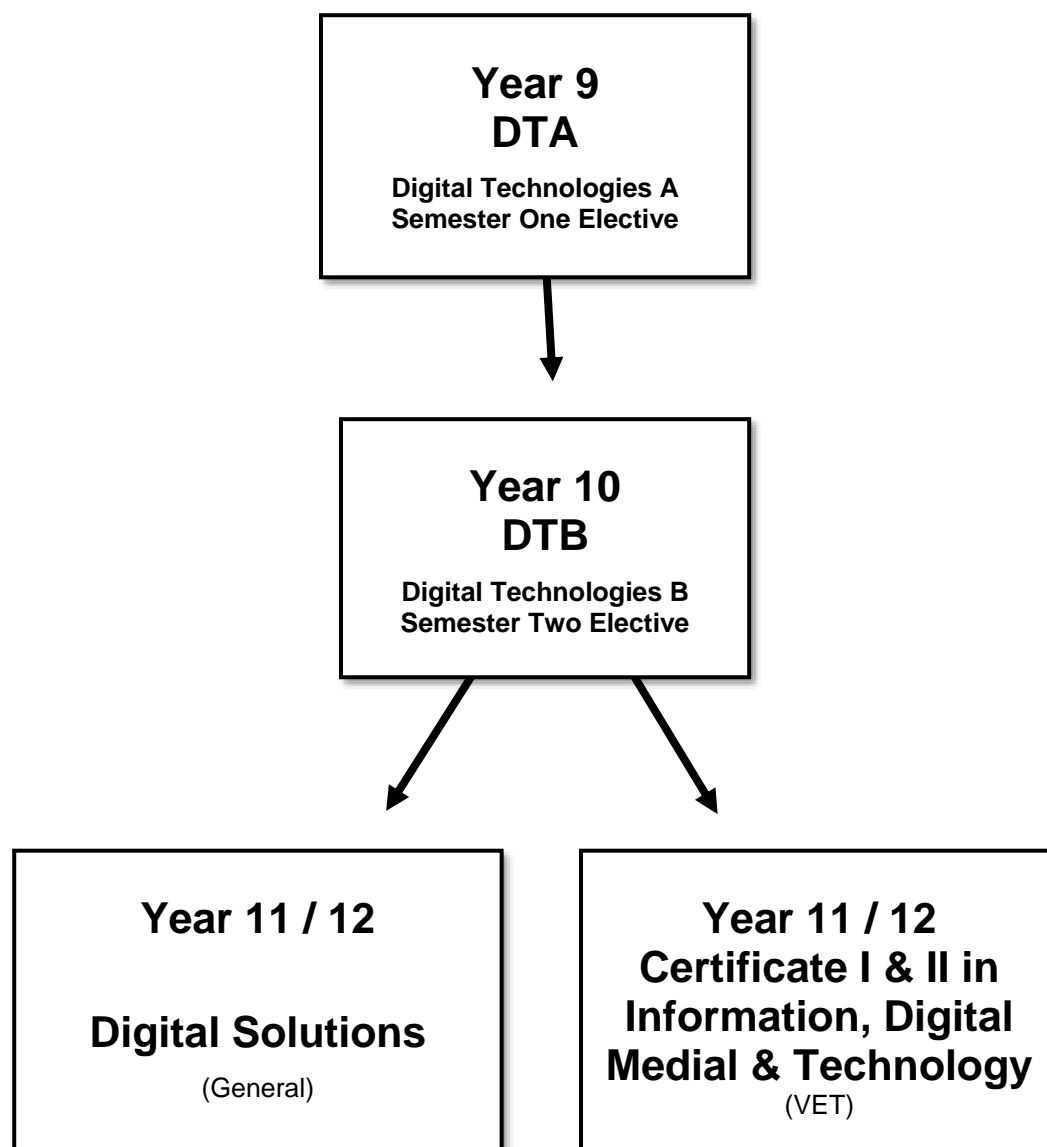 Year 9
DTA
Digital Technologies A
Semester One Elective
Year 10
DTB
Digital Technologies B
Semester Two Elective
Year 11 / 12
Digital Solutions
(General)
Year 11 / 12
Certificate I & II in
Information, Digital
Medial & Technology
(VET)